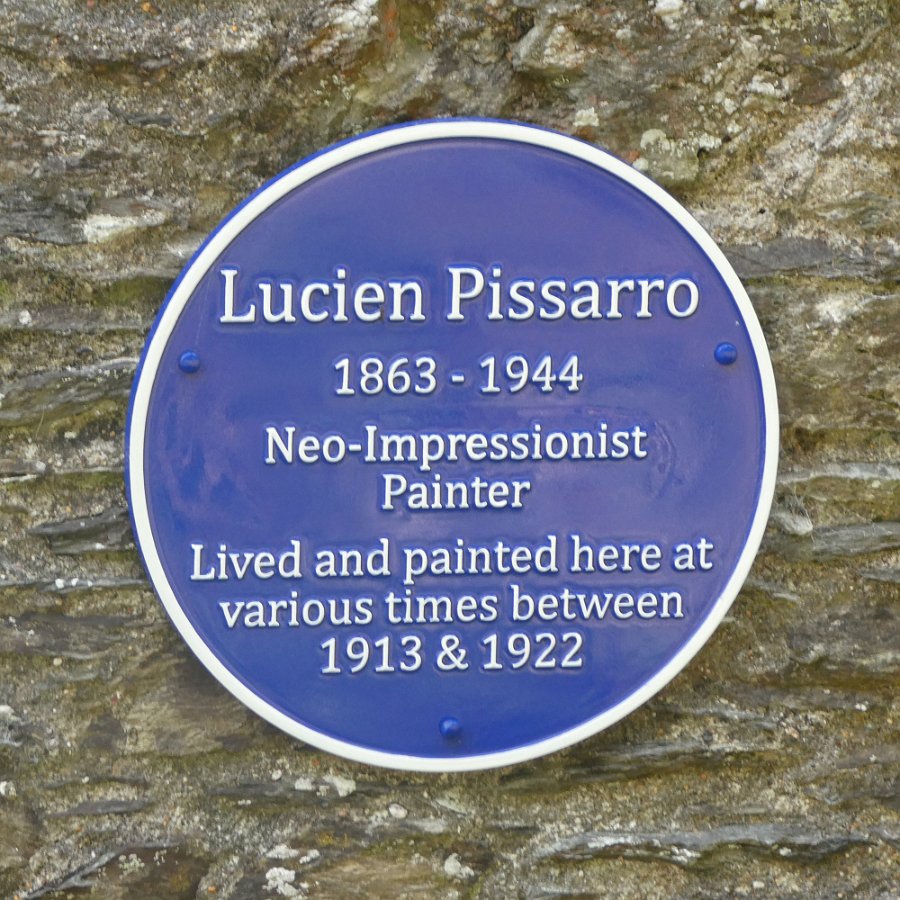 Lucien Pissarro
1863 - 1944
Neo-Impressionist
Painter
Lived and painted here at
various times between
1913 & 1922